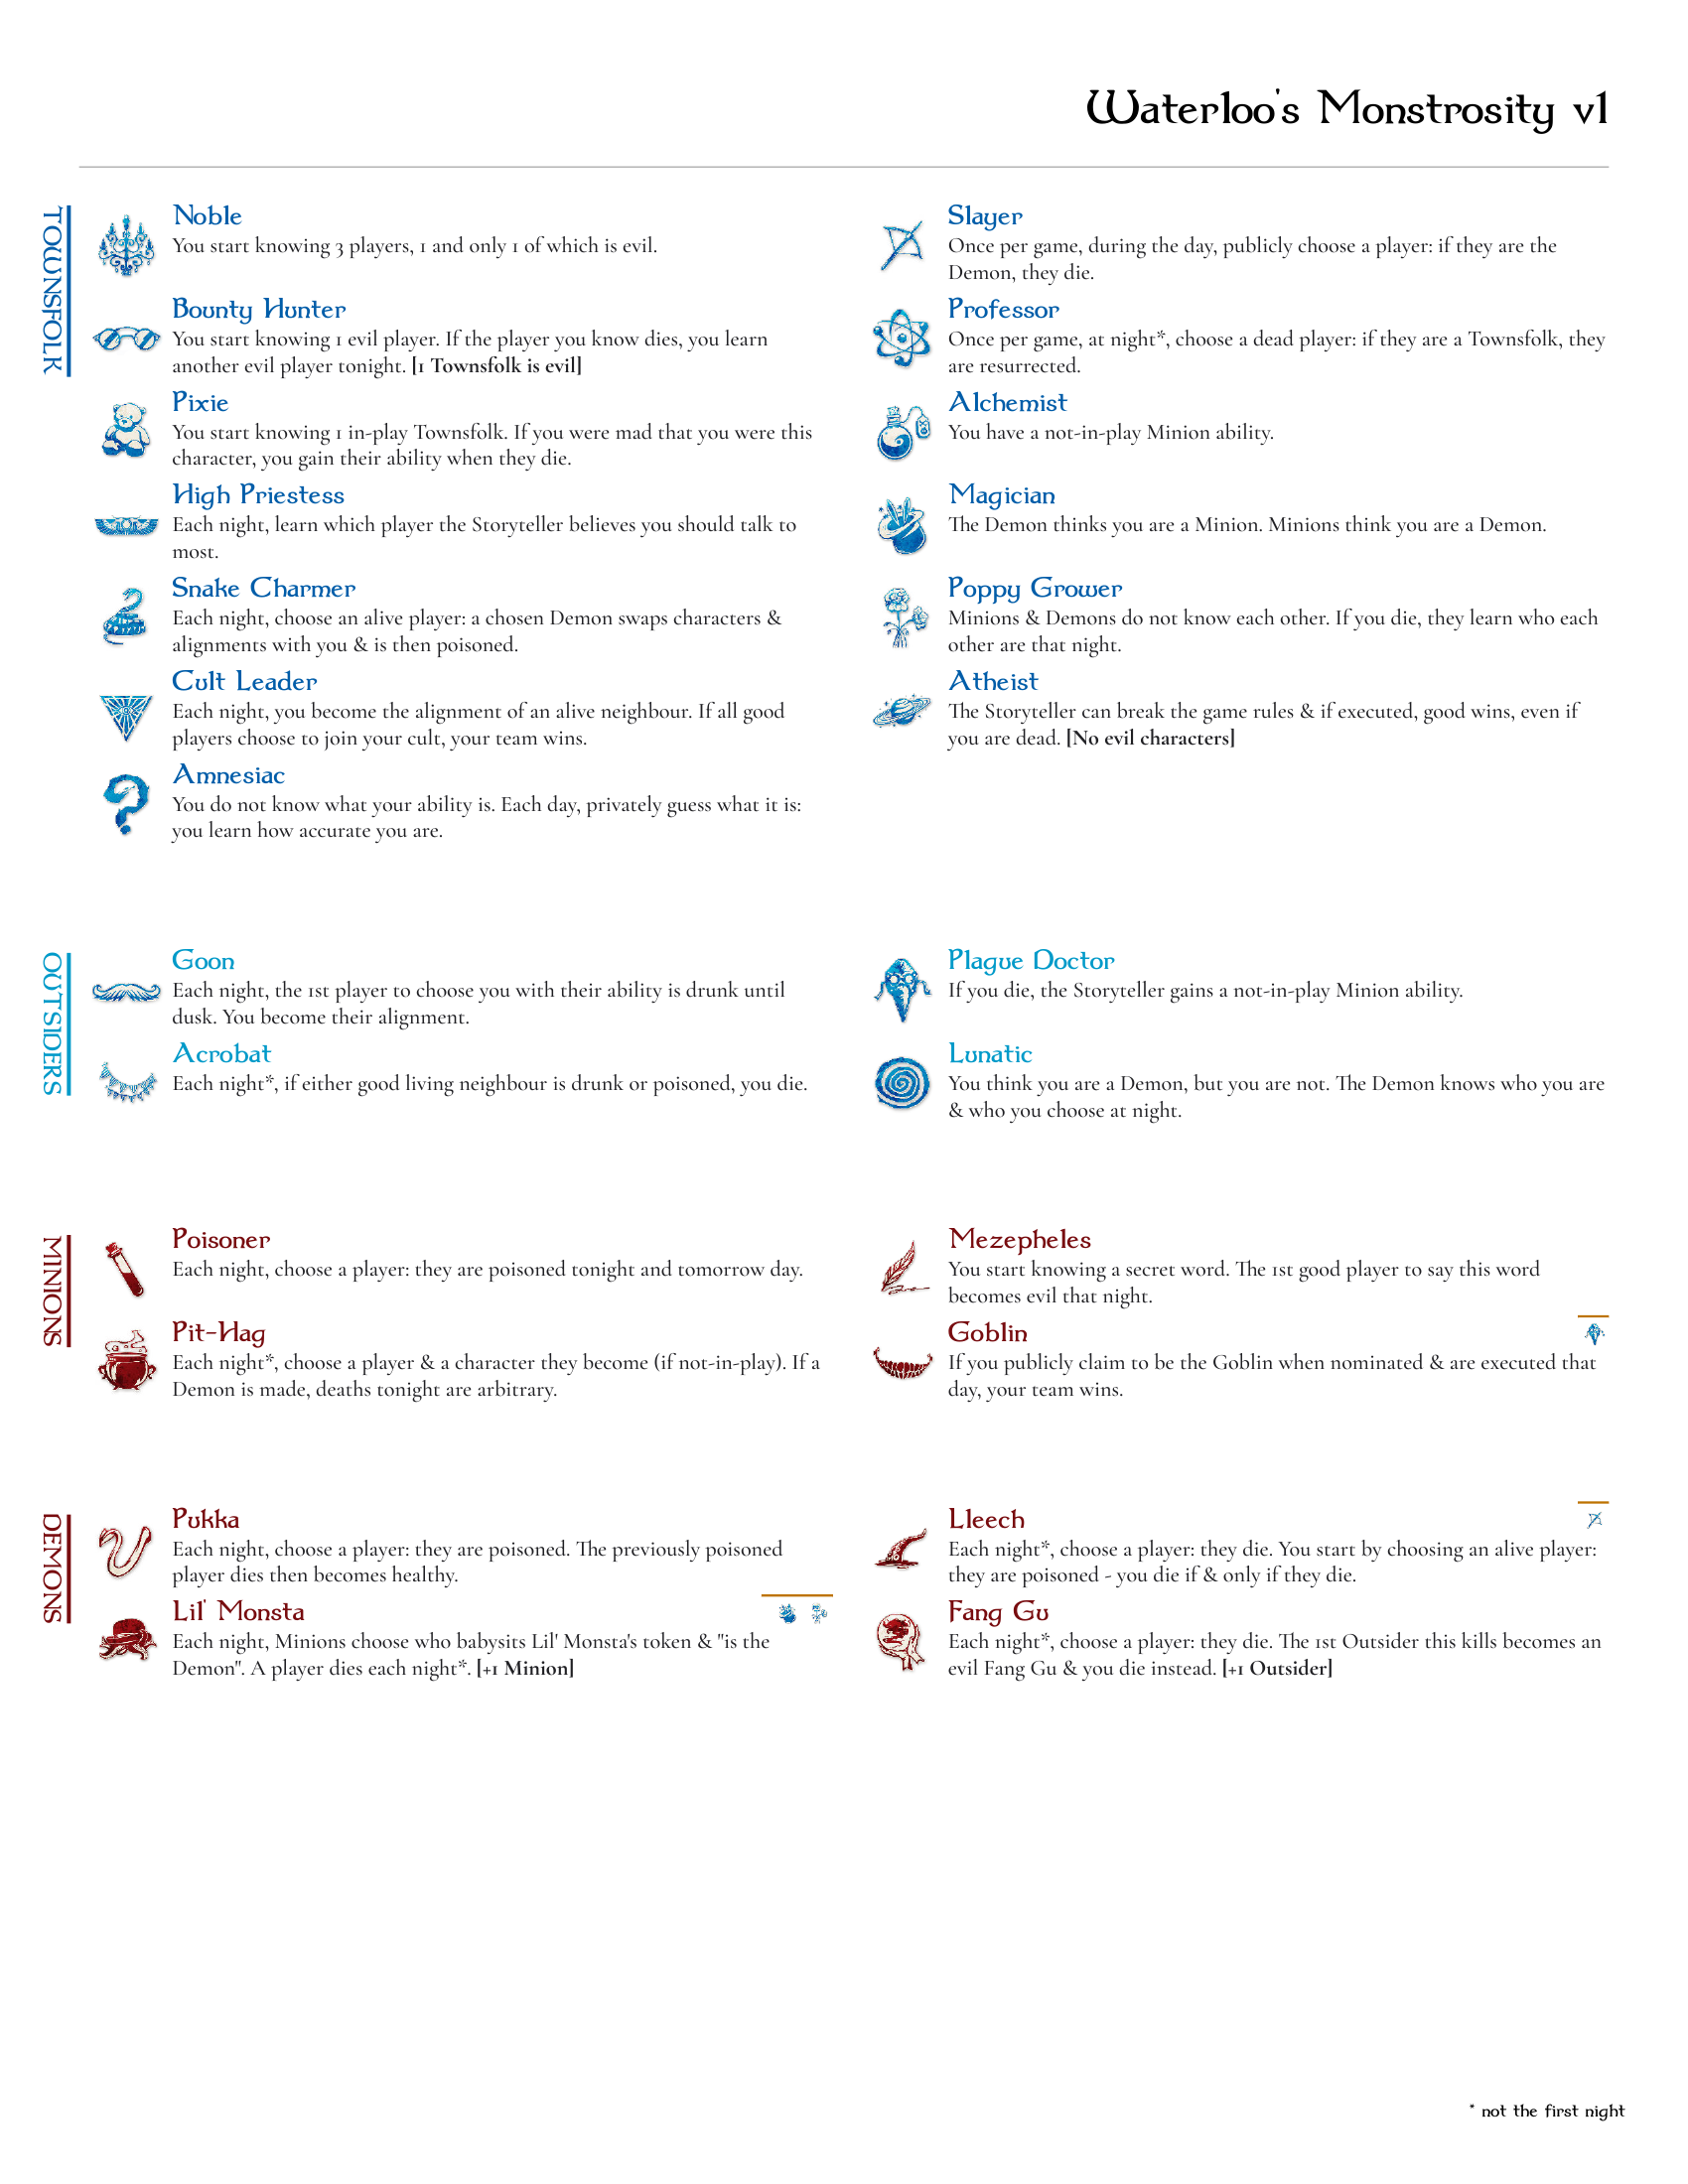 Waterloo's Monstrosity v1
TOWNSFOLK
Noble
You start knowing 3 players, 1 and only 1 of which is evil.
Bounty Hunter
You start knowing 1 evil player. If the player you know dies, you learn
another evil player tonight. [1 Townsfolk is evil]
Pixie
You start knowing 1 in-play Townsfolk. If you were mad that you were this
character, you gain their ability when they die.
High Priestess
Each night, learn which player the Storyteller believes you should talk to
most.
Snake Charmer
Each night, choose an alive player: a chosen Demon swaps characters &
alignments with you & is then poisoned.
Cult Leader
Each night, you become the alignment of an alive neighbour. If all good
players choose to join your cult, your team wins.
Amnesiac
You do not know what your ability is. Each day, privately guess what it is:
you learn how accurate you are.
Slayer
Once per game, during the day, publicly choose a player: if they are the
Demon, they die.
Professor
Once per game, at night*, choose a dead player: if they are a Townsfolk, they
are resurrected.
Alchemist
You have a not-in-play Minion ability.
Magician
The Demon thinks you are a Minion. Minions think you are a Demon.
Poppy Grower
Minions & Demons do not know each other. If you die, they learn who each
other are that night.
Atheist
The Storyteller can break the game rules & if executed, good wins, even if
you are dead. [No evil characters]
OUTSIDERS
Goon
Each night, the 1st player to choose you with their ability is drunk until
dusk. You become their alignment.
Acrobat
Each night*, if either good living neighbour is drunk or poisoned, you die.
Plague Doctor
If you die, the Storyteller gains a not-in-play Minion ability.
Lunatic
You think you are a Demon, but you are not. The Demon knows who you are
& who you choose at night.
MINIONS
Poisoner
Each night, choose a player: they are poisoned tonight and tomorrow day.
Pit-Hag
Each night*, choose a player & a character they become (if not-in-play). If a
Demon is made, deaths tonight are arbitrary.
Mezepheles
You start knowing a secret word. The 1st good player to say this word
becomes evil that night.
Goblin
If you publicly claim to be the Goblin when nominated & are executed that
day, your team wins.
DEMONS
Pukka
Each night, choose a player: they are poisoned. The previously poisoned
player dies then becomes healthy.
Lil' Monsta
Each night, Minions choose who babysits Lil' Monsta's token & "is the
Demon". A player dies each night*. [+1 Minion]
Lleech
Each night*, choose a player: they die. You start by choosing an alive player:
they are poisoned - you die if & only if they die.
Fang Gu
Each night*, choose a player: they die. The 1st Outsider this kills becomes an
evil Fang Gu & you die instead. [+1 Outsider]
* not the first night